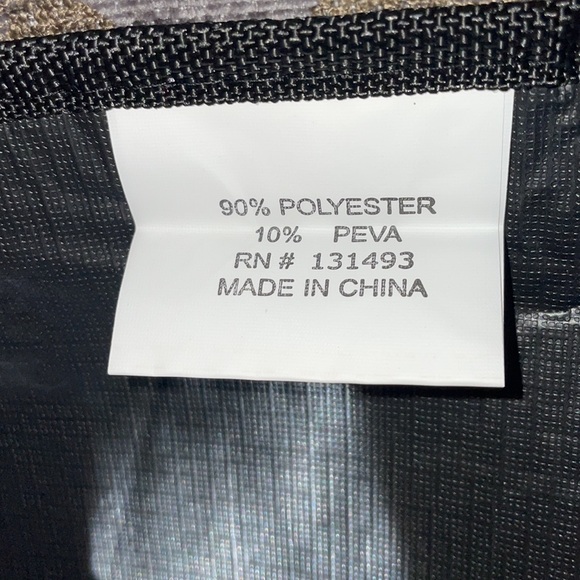 90% POLYESTER
10% PEVA
RN # 131493
MADE IN CHINA